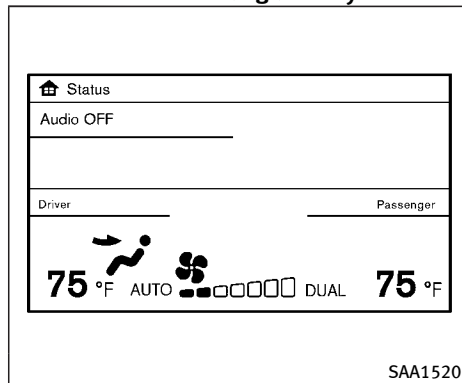 Status
Audio OFF
Driver Passenger
75 °F AUTO DUAL 75 °F
SAA1520